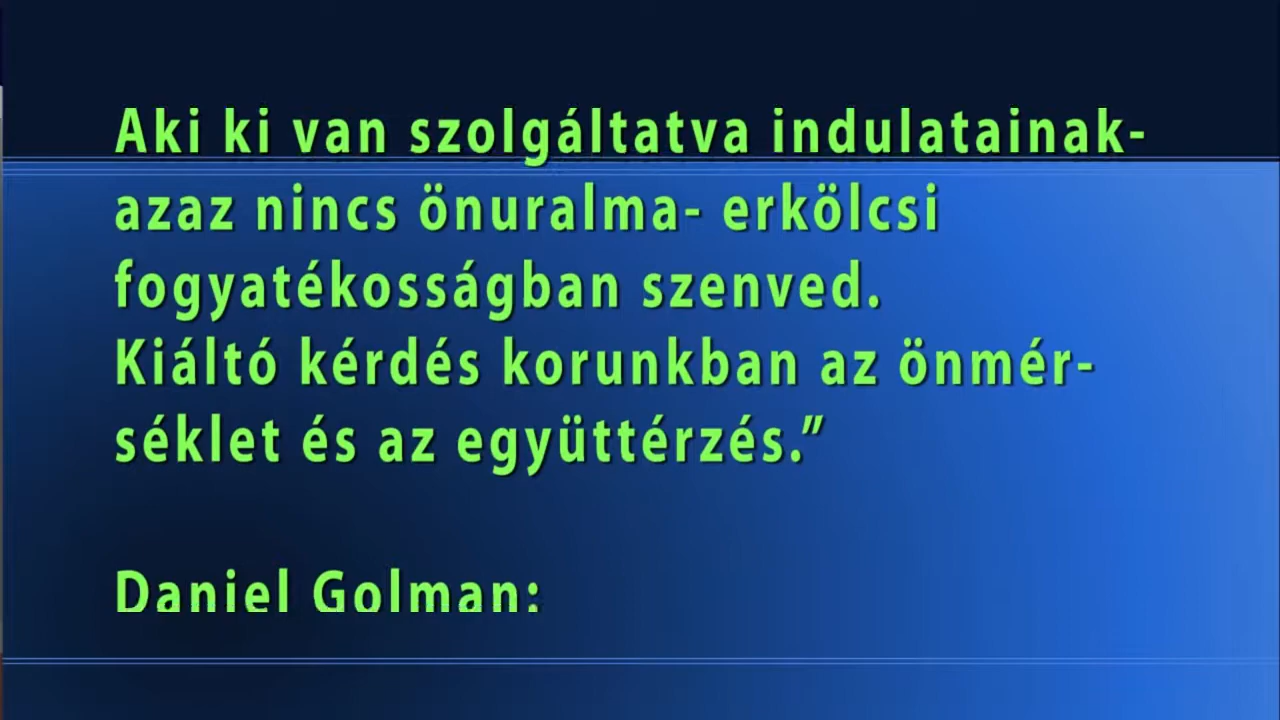 Aki ki van szolgáltatva indulatainak-
azaz nincs önuralma- erkölcsi
fogyatékosságban szenved.
Kiáltó kérdés korunkban az önmér-
séklet és az együttérzés.”
Daniel Golman: